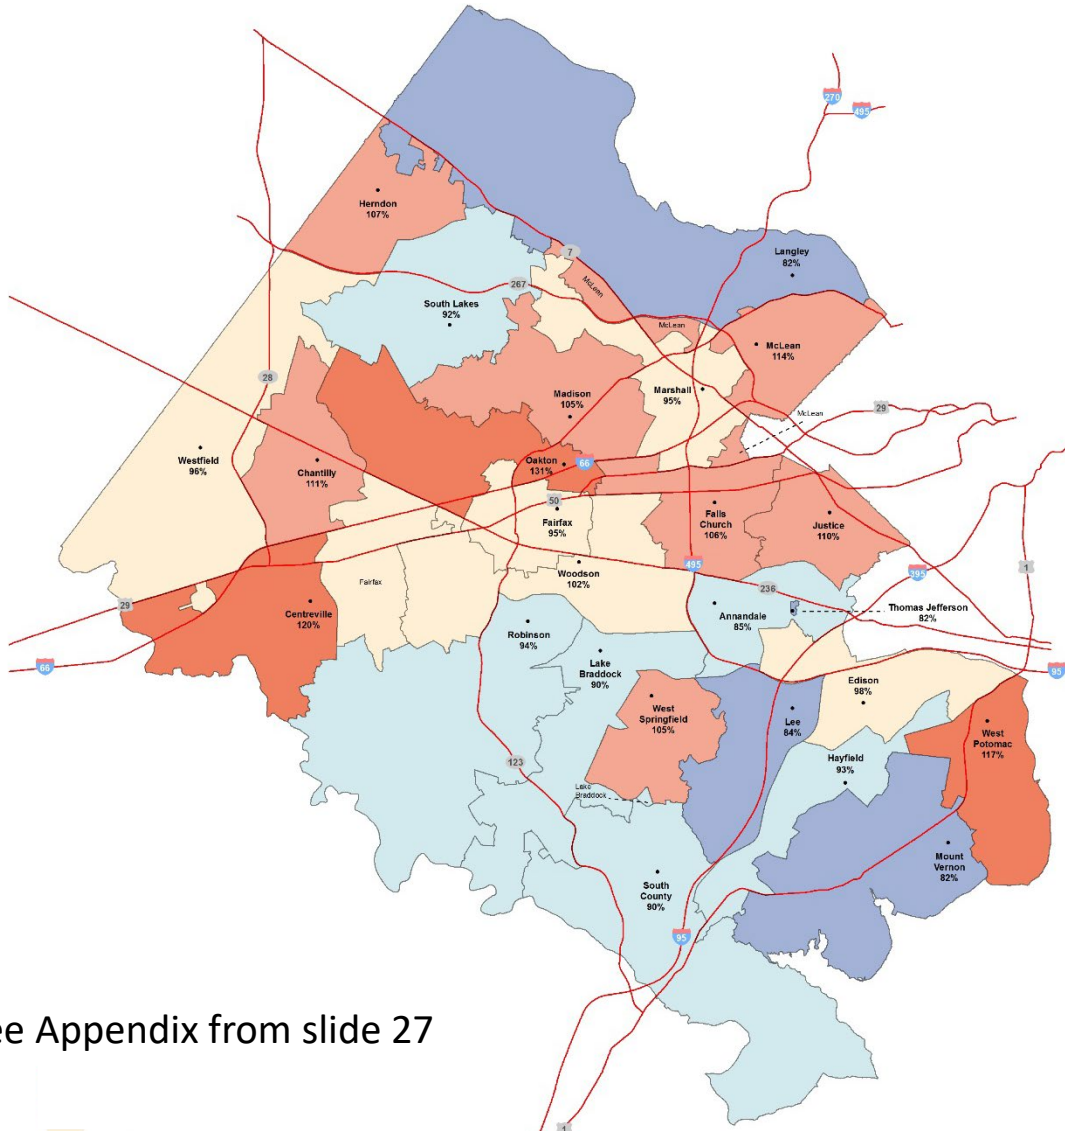 270
495
Herndon
107%
Langley
82%
7
McLean
267
South Lakes
92%
McLean
McLean
114%
28
Madison
105%
Marshall
95%
McLean
29
Westfield
96%
Chantilly
111%
Oakton
131%
66
50
Fairfax
95%
Falls
Church
106%
Justice
110%
495
Woodson
102%
395
1
Fairfax
236
29
Centreville
120%
Annandale
85%
Thomas Jefferson
82%
Robinson
94%
Lake
Braddock
90%
66
95
Edison
98%
West
Springfield
105%
Lee
84%
West
Potomac
117%
123
Hayfield
93%
Lake
Braddock
Mount
Vernon
82%
South
County
90%
95
ee Appendix from slide 27
1